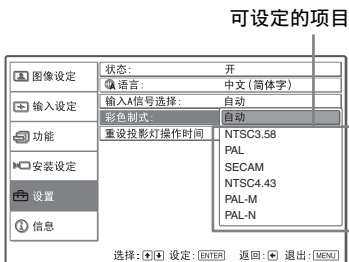 可设定的项目
图像设定
输入设定
功能
安装设定
设置
信息
状态: 开
语言: 中文(简体字)
输入A信号选择: 自动
彩色制式: 自动
重设投影灯操作时间
NTSC3.58
PAL
SECAM
NTSC4.43
PAL-M
PAL-N
选择: 设定: ENTER 返回: 退出: MENU